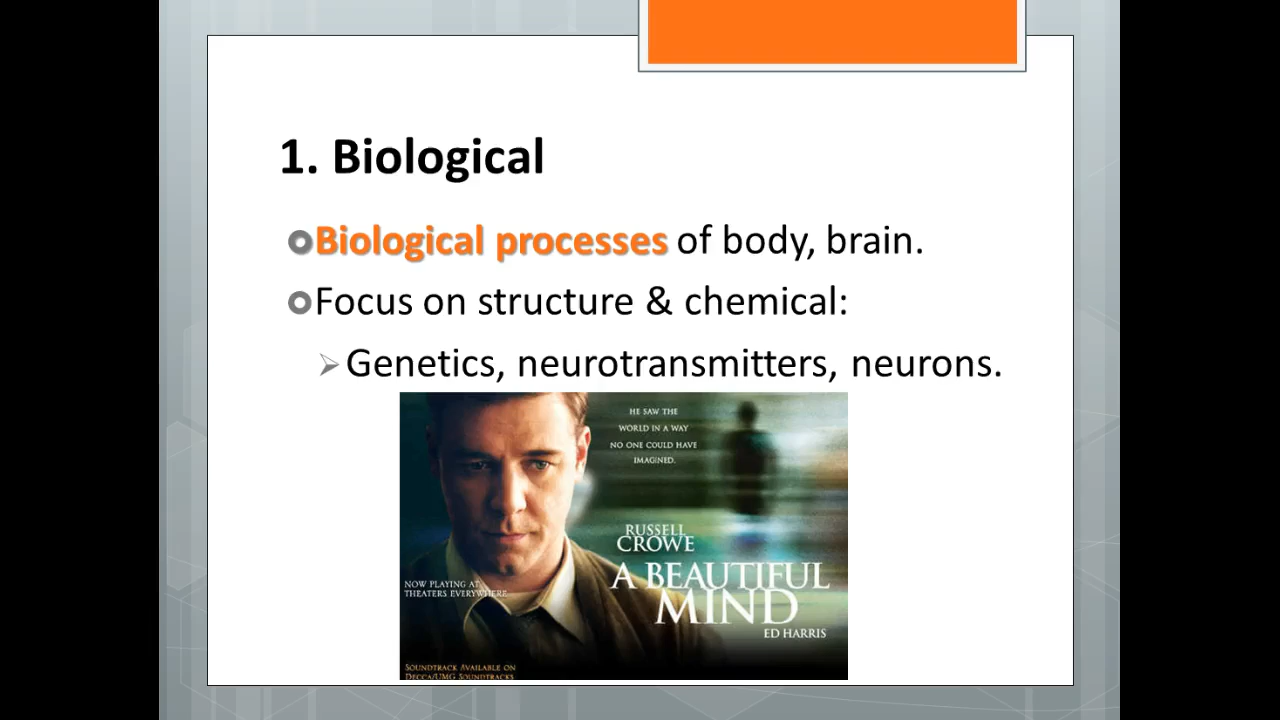 1. Biological
Biological processes of body, brain.
Focus on structure & chemical:
Genetics, neurotransmitters, neurons.
HE SAW THE
WORLD IN A WAY
NO ONE COULD HAVE
IMAGINED.
RUSSELL
CROWE
A BEAUTIFUL
MIND
ED HARRIS
NOW PLAYING AT
THEATERS EVERYWHERE
SOUNDTRACK AVAILABLE ON
DECCA/UMG SOUNDTRACKS